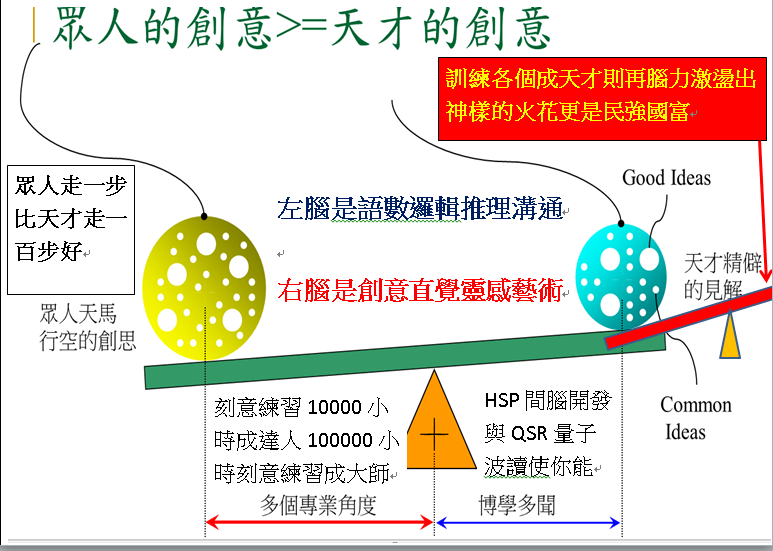 眾人的創意>=天才的創意
訓練各個成天才則再腦力激盪出
神樣的火花更是民強國富
眾人走一步
比天才走一
百步好
左腦是語數邏輯推理溝通
右腦是創意直覺靈感藝術
Good Ideas
天才精僻
的見解
眾人天馬
行空的創思
刻意練習 10000 小
時成達人 100000 小
時刻意練習成大師
HSP 間腦開發
與 QSR 量子
波讀使你能
Common
Ideas
多個專業角度
博學多聞